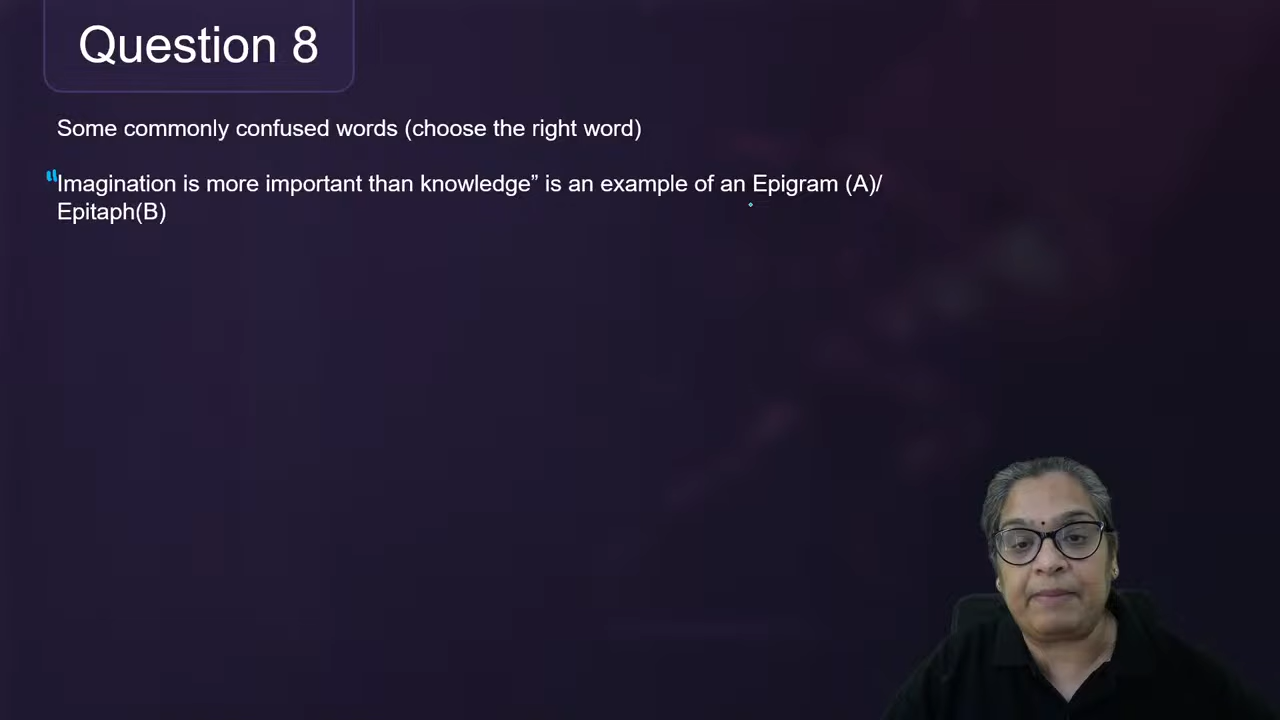 Question 8
Some commonly confused words (choose the right word)
"Imagination is more important than knowledge” is an example of an Epigram (A)/
Epitaph(B)